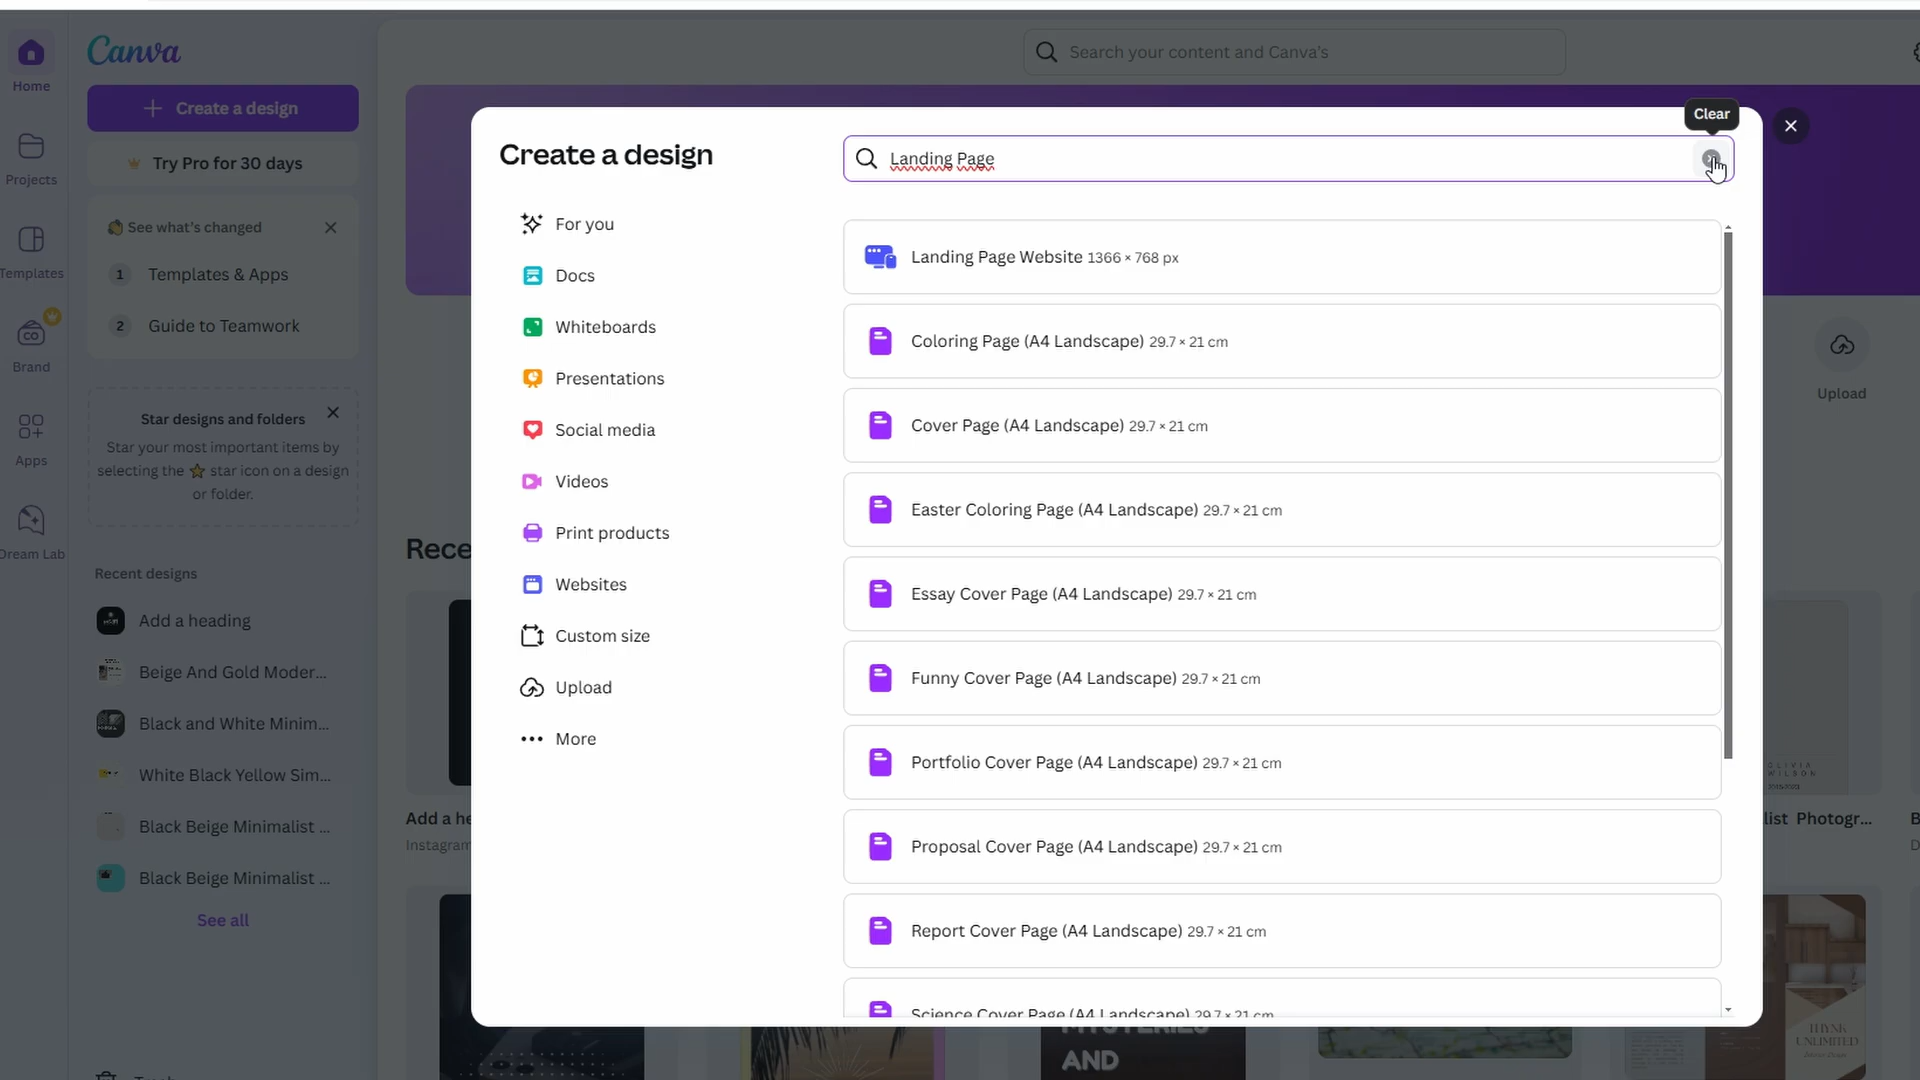 Canva
Search your content and Canva's
Home
Create a design
Try Pro for 30 days
Projects
See what's changed
1 Templates & Apps
2 Guide to Teamwork
Templates
Brand
Star designs and folders
Star your most important items by
selecting the star icon on a design
or folder.
Apps
Dream Lab
Recent designs
Add a heading
Beige And Gold Moder...
Black and White Minim...
White Black Yellow Sim...
Black Beige Minimalist ...
Black Beige Minimalist ...
See all
Clear
Create a design
Landing Page
For you
Docs
Whiteboards
Presentations
Social media
Videos
Print products
Websites
Custom size
Upload
More
Landing Page Website 1366 × 768 px
Coloring Page (A4 Landscape) 29.7 × 21 cm
Cover Page (A4 Landscape) 29.7 × 21 cm
Easter Coloring Page (A4 Landscape) 29.7 × 21 cm
Essay Cover Page (A4 Landscape) 29.7 × 21 cm
Funny Cover Page (A4 Landscape) 29.7 × 21 cm
Portfolio Cover Page (A4 Landscape) 29.7 × 21 cm
Proposal Cover Page (A4 Landscape) 29.7 × 21 cm
Report Cover Page (A4 Landscape) 29.7 × 21 cm
Science Cover Page (A4 Landscape) 29.7 × 21 cm
Upload
Rece
Add a he
Instagram
OLIVIA
WILSON
list Photogr...
MYSTERIES
AND
THYNK
UNLIMITED